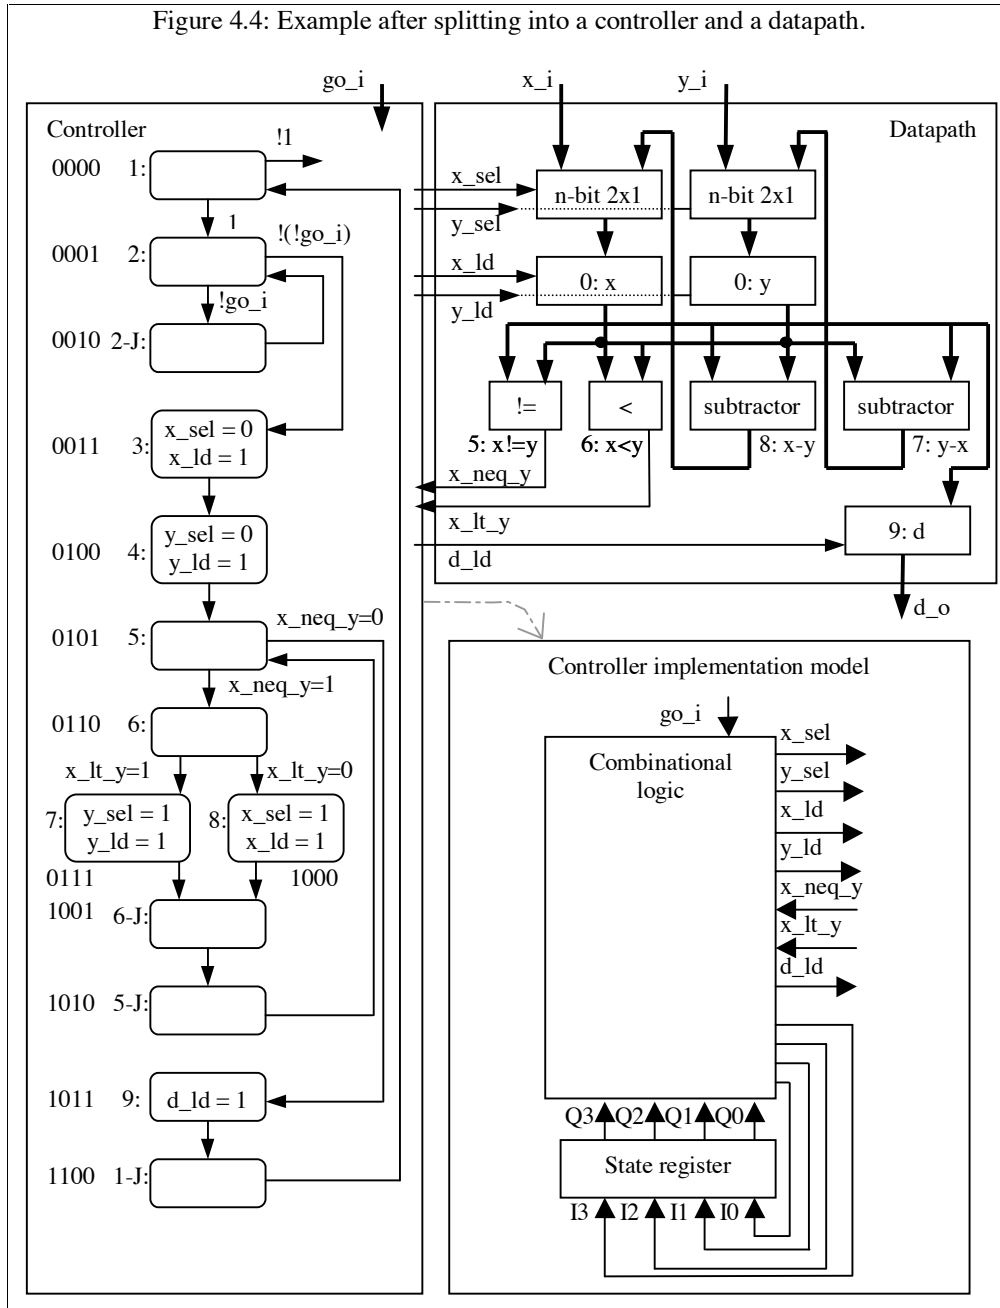 Figure 4.4: Example after splitting into a controller and a datapath.
go_i
x_i
y_i
Controller
!1
0000 1:
1
!(!go_i)
0001 2:
!go_i
0010 2-J:
0011 3:
x_sel = 0
x_ld = 1
0100 4:
y_sel = 0
y_ld = 1
x_neq_y=0
0101 5:
x_neq_y=1
0110 6:
x_lt_y=1
x_lt_y=0
7:
y_sel = 1
y_ld = 1
8:
x_sel = 1
x_ld = 1
0111
1000
1001 6-J:
1010 5-J:
1011 9:
d_ld = 1
1100 1-J:
Datapath
x_sel
n-bit 2x1
n-bit 2x1
y_sel
x_ld
0: x
0: y
y_ld
!=
<
subtractor
subtractor
5: x!=y
6: x<y
8: x-y
7: y-x
x_neq_y
x_lt_y
9: d
d_ld
d_o
Controller implementation model
go_i
Combinational
logic
x_sel
y_sel
x_ld
y_ld
x_neq_y
x_lt_y
d_ld
Q3 Q2 Q1 Q0
State register
I3 I2 I1 I0